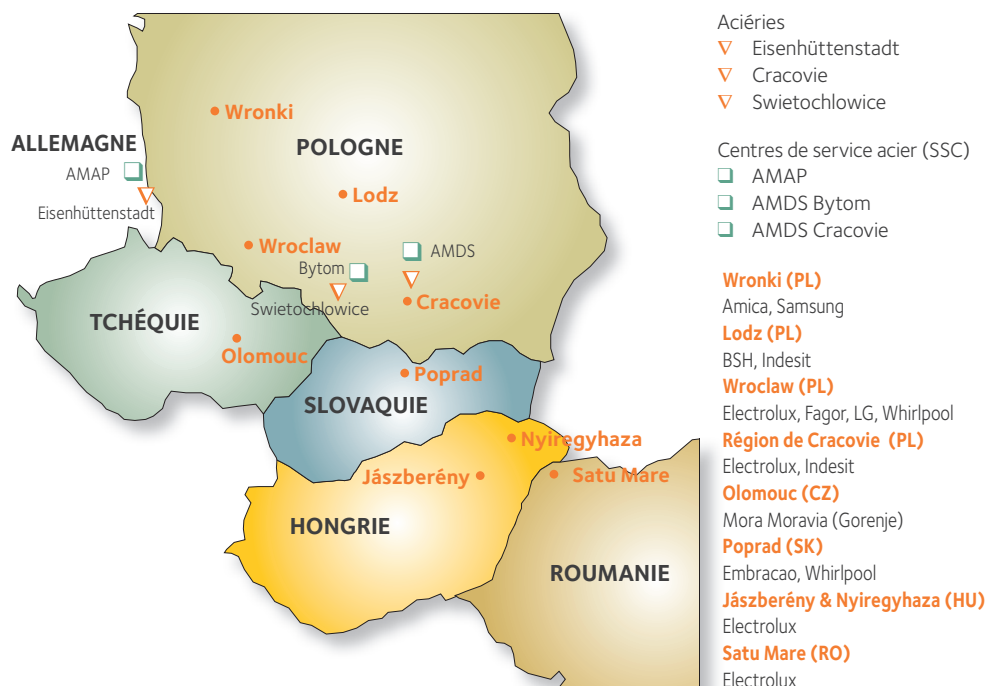 Wronki
ALLEMAGNE
POLOGNE
AMAP
Lodz
Eisenhüttenstadt
Wroclaw
AMDS
Bytom
Swietochlowice
Cracovie
TCHÉQUIE
Olomouc
Poprad
SLOVAQUIE
Nyiregyhaza
Jászberény
Satu Mare
HONGRIE
ROUMANIE
Aciéries
Eisenhüttenstadt
Cracovie
Swietochlowice
Centres de service acier (SSC)
AMAP
AMDS Bytom
AMDS Cracovie
Wronki (PL)
Amica, Samsung
Lodz (PL)
BSH, Indesit
Wroclaw (PL)
Electrolux, Fagor, LG, Whirlpool
Région de Cracovie (PL)
Electrolux, Indesit
Olomouc (CZ)
Mora Moravia (Gorenje)
Poprad (SK)
Embracao, Whirlpool
Jászberény & Nyiregyhaza (HU)
Electrolux
Satu Mare (RO)
Electrolux